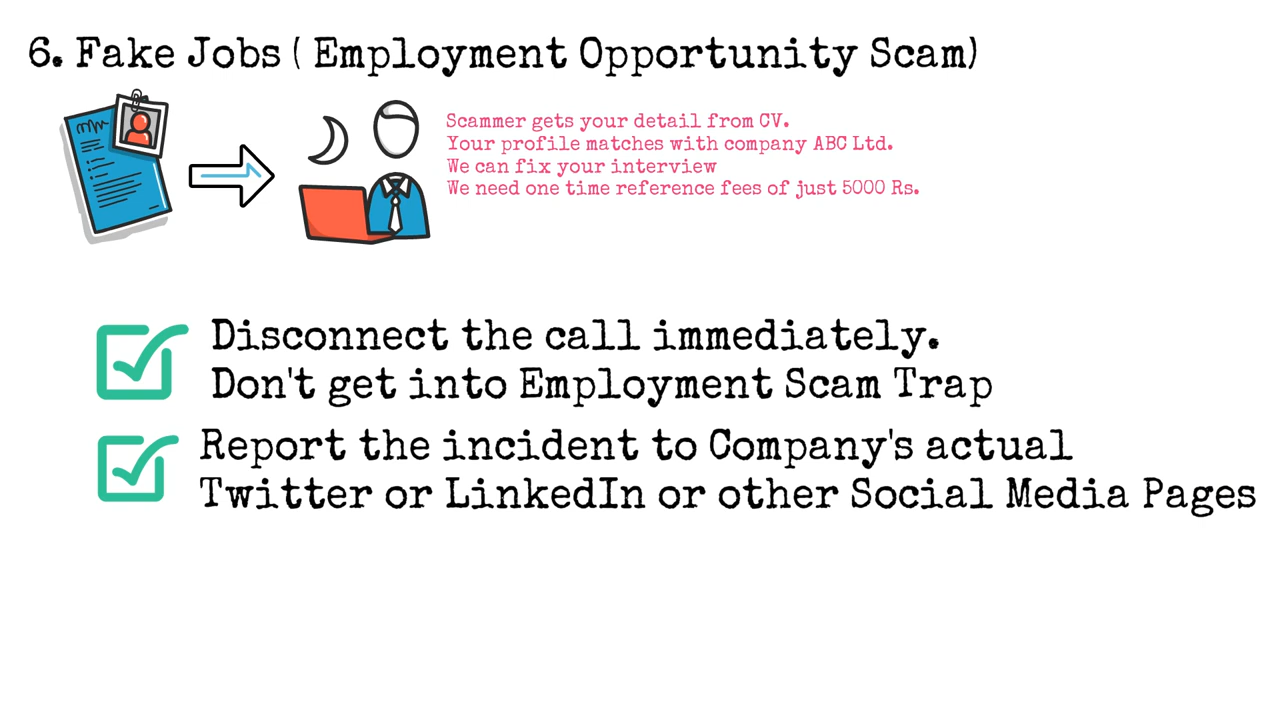 6. Fake Jobs ( Employment Opportunity Scam)
Scammer gets your detail from CV.
Your profile matches with company ABC Ltd.
We can fix your interview
We need one time reference fees of just 5000 Rs.
Disconnect the call immediately.
Don't get into Employment Scam Trap
Report the incident to Company's actual
Twitter or LinkedIn or other Social Media Pages